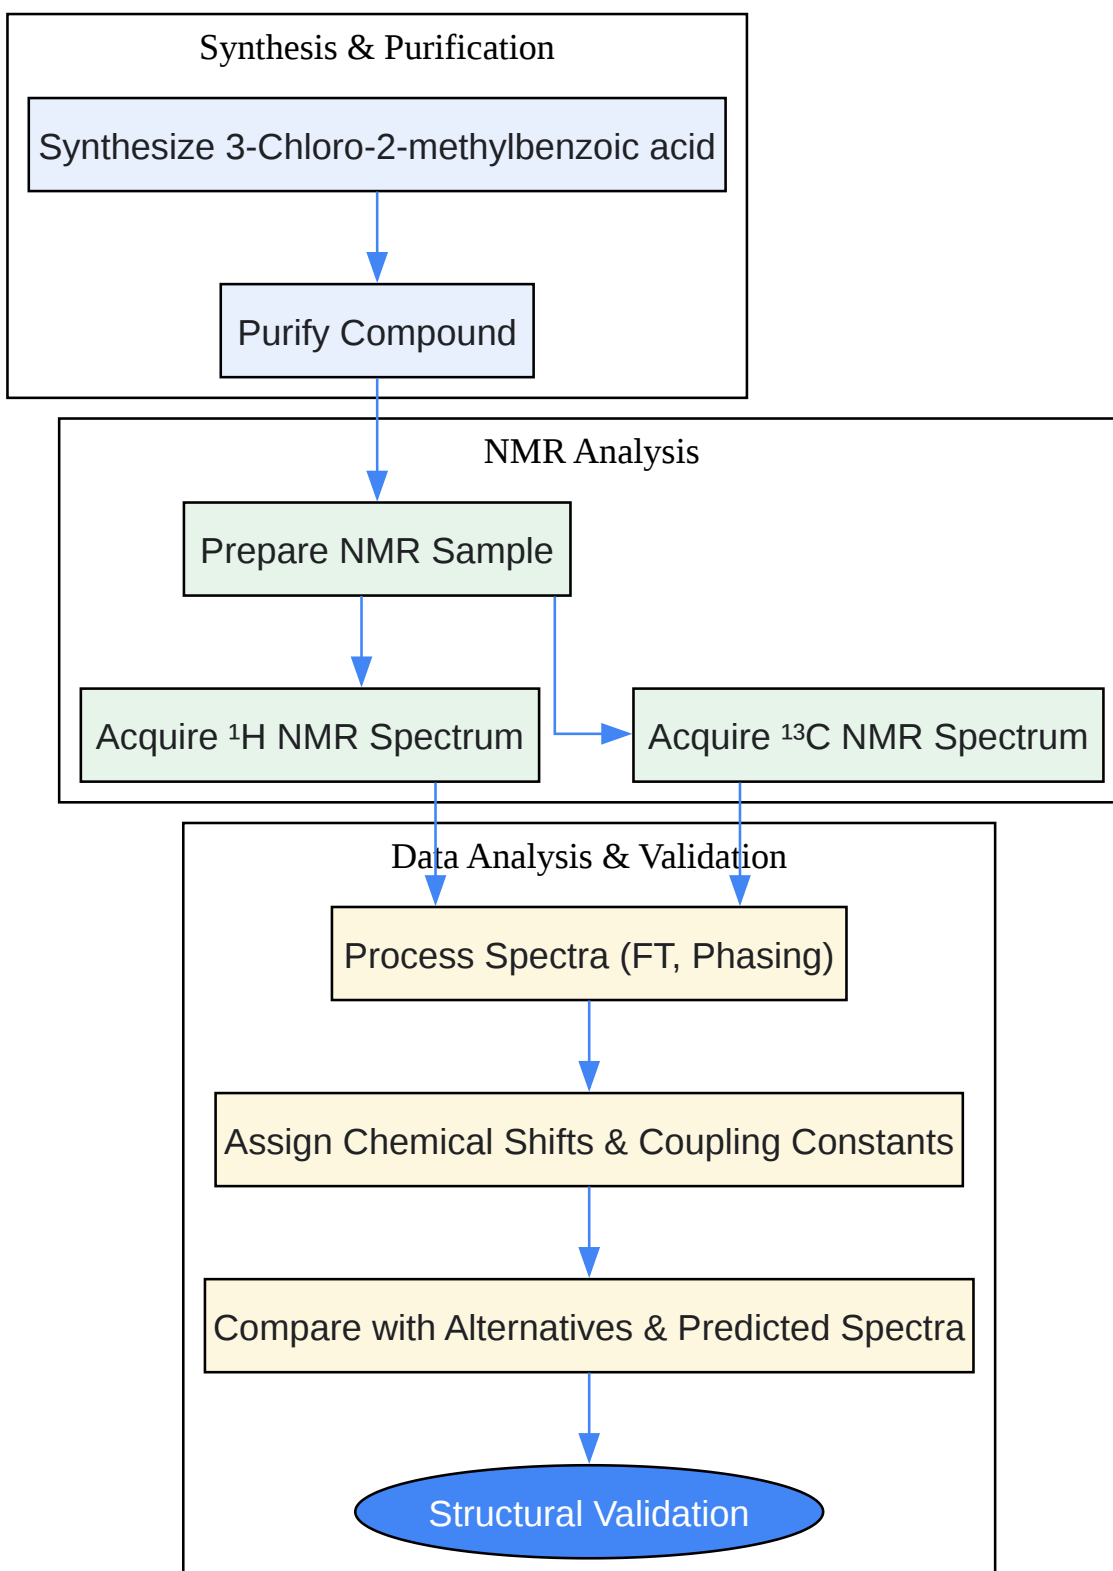 Synthesis & Purification
Synthesize 3-Chloro-2-methylbenzoic acid
Purify Compound
NMR Analysis
Prepare NMR Sample
Acquire ¹H NMR Spectrum
Acquire ¹³C NMR Spectrum
Data Analysis & Validation
Process Spectra (FT, Phasing)
Assign Chemical Shifts & Coupling Constants
Compare with Alternatives & Predicted Spectra
Structural Validation